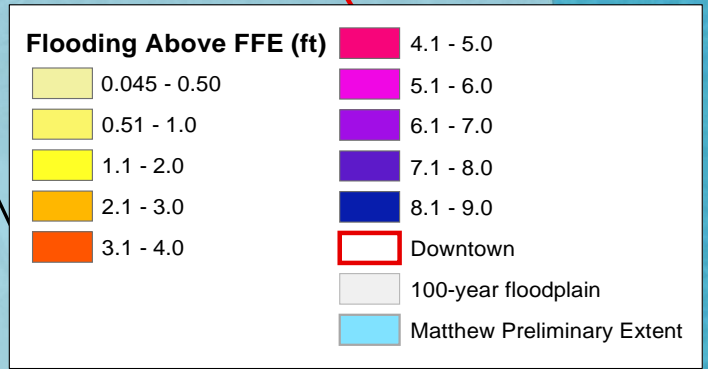 Flooding Above FFE (ft)
0.045 - 0.50
0.51 - 1.0
1.1 - 2.0
2.1 - 3.0
3.1 - 4.0
4.1 - 5.0
5.1 - 6.0
6.1 - 7.0
7.1 - 8.0
8.1 - 9.0
Downtown
100-year floodplain
Matthew Preliminary Extent